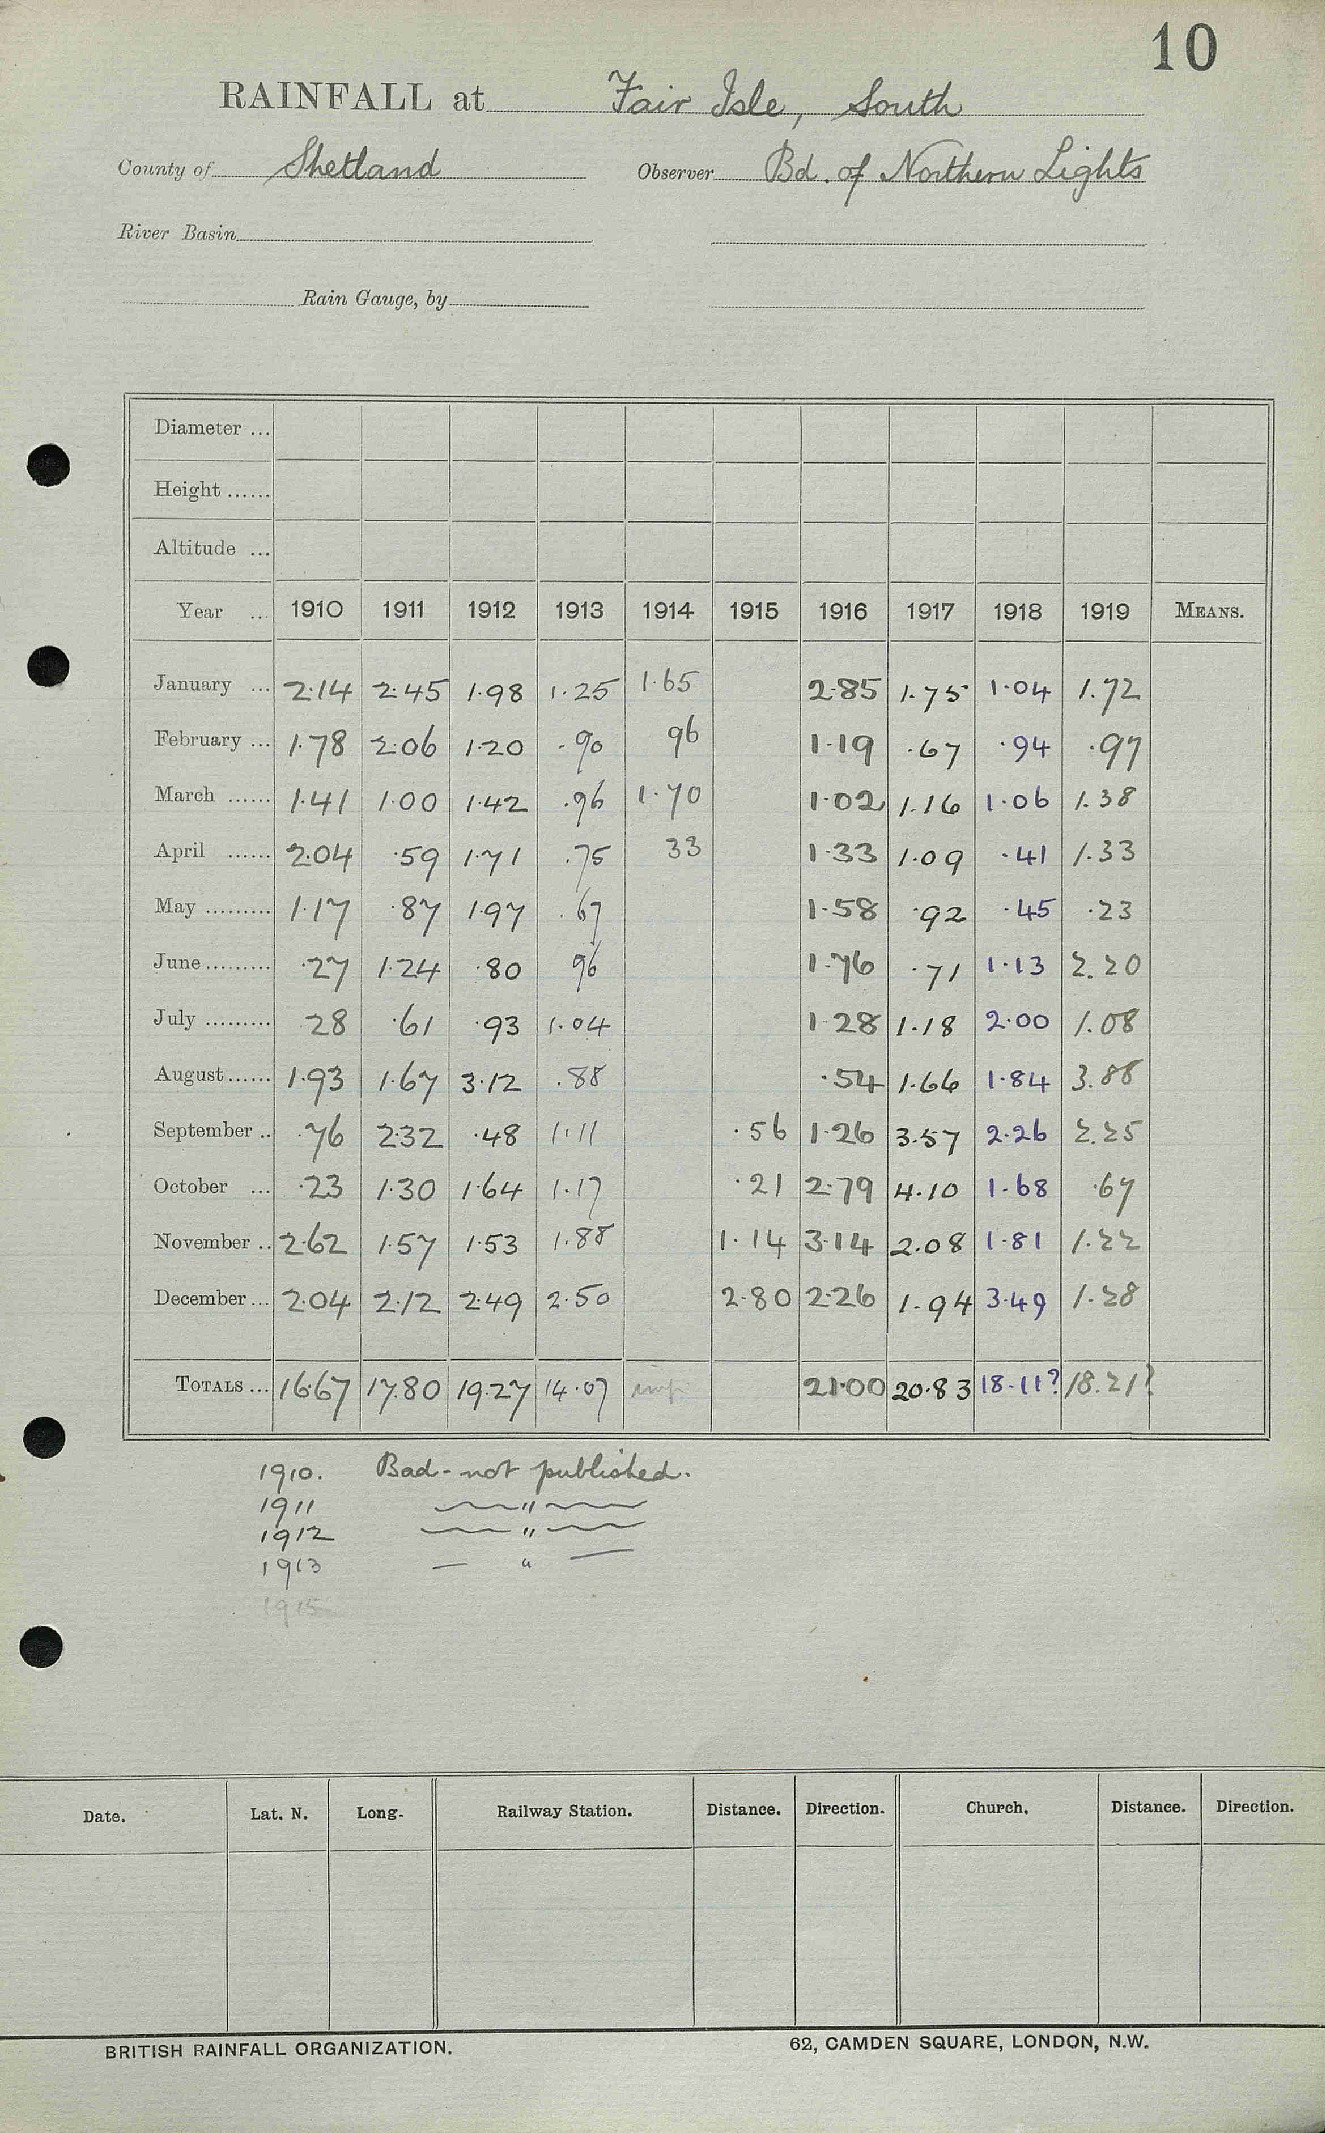 10
RAINFALL at Fair Isle, South
County of Shetland Observer Bd. of Northern Lights
River Basin
Rain Gauge, by
Diameter ...
Height ......
Altitude ...
Year ... 1910 1911 1912 1913 1914 1915 1916 1917 1918 1919 MEANS.
January ... 2.14 2.45 1.98 1.25 1.65 2.85 1.75 1.04 1.72
February ... 1.78 2.06 1.20 .90 96 1.19 .67 .94 .97
March ...... 1.41 1.00 1.42 .96 1.70 1.02 1.16 1.06 1.38
April ...... 2.04 .59 1.71 .75 33 1.33 1.09 .41 1.33
May ......... 1.17 .87 1.97 .67 1.58 .92 .45 .23
June ......... .27 1.24 .80 96 1.76 .71 1.13 2.20
July ......... 28 .61 .93 1.04 1.28 1.18 2.00 1.08
August ...... 1.93 1.67 3.12 .88 .54 1.66 1.84 3.88
September .. .76 2.32 .48 1.11 .56 1.26 3.57 2.26 2.25
October ... .23 1.30 1.64 1.17 .21 2.79 4.10 1.68 .67
November .. 2.62 1.57 1.53 1.88 1.14 3.14 2.08 1.81 1.22
December ... 2.04 2.12 2.49 2.50 2.80 2.26 1.94 3.49 1.28
TOTALS ... 16.67 17.80 19.27 14.07 imp. 21.00 20.83 18.11? 18.21?
1910. Bad - not published.
1911 "
1912 "
1913 "
1915
Date. Lat. N. Long. Railway Station. Distance. Direction. Church. Distance. Direction.
BRITISH RAINFALL ORGANIZATION. 62, CAMDEN SQUARE, LONDON, N.W.